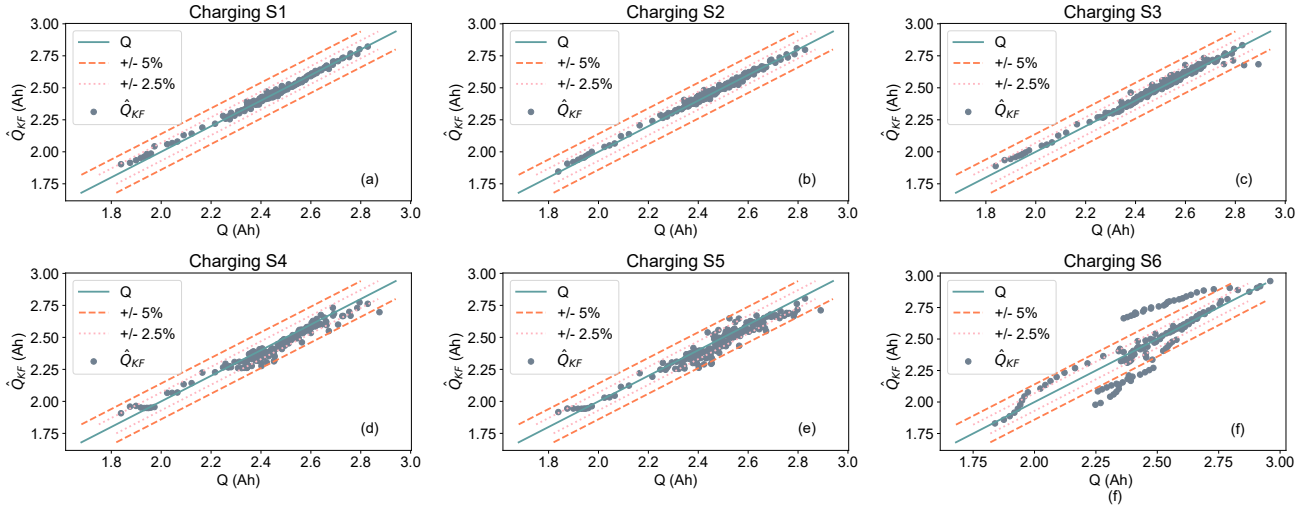 Charging S1
3.00
2.75
2.50
2.25
2.00
1.75
Q̂KF (Ah)
Q
+/- 5%
+/- 2.5%
Q̂KF
(a)
1.8 2.0 2.2 2.4 2.6 2.8 3.0
Q (Ah)
Charging S2
3.00
2.75
2.50
2.25
2.00
1.75
Q̂KF (Ah)
Q
+/- 5%
+/- 2.5%
Q̂KF
(b)
1.8 2.0 2.2 2.4 2.6 2.8 3.0
Q (Ah)
Charging S3
3.00
2.75
2.50
2.25
2.00
1.75
Q̂KF (Ah)
Q
+/- 5%
+/- 2.5%
Q̂KF
(c)
1.8 2.0 2.2 2.4 2.6 2.8 3.0
Q (Ah)
Charging S4
3.00
2.75
2.50
2.25
2.00
1.75
Q̂KF (Ah)
Q
+/- 5%
+/- 2.5%
Q̂KF
(d)
1.8 2.0 2.2 2.4 2.6 2.8 3.0
Q (Ah)
Charging S5
3.00
2.75
2.50
2.25
2.00
1.75
Q̂KF (Ah)
Q
+/- 5%
+/- 2.5%
Q̂KF
(e)
1.8 2.0 2.2 2.4 2.6 2.8 3.0
Q (Ah)
Charging S6
3.00
2.75
2.50
2.25
2.00
1.75
Q̂KF (Ah)
Q
+/- 5%
+/- 2.5%
Q̂KF
(f)
1.75 2.00 2.25 2.50 2.75 3.00
Q (Ah)
(f)